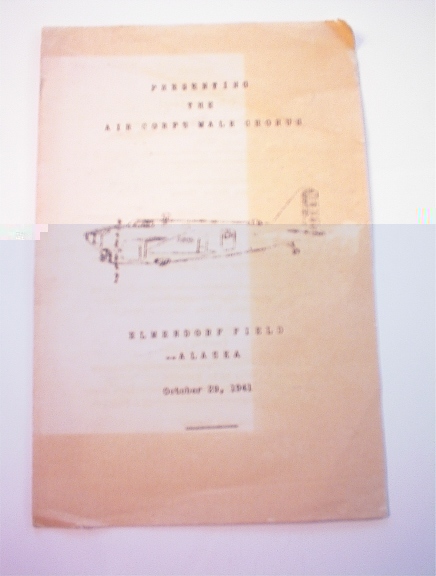 PRESENTING
THE
AIR CORPS MALE CHORUS
ELMENDORF FIELD
--ALASKA
October 29, 1941